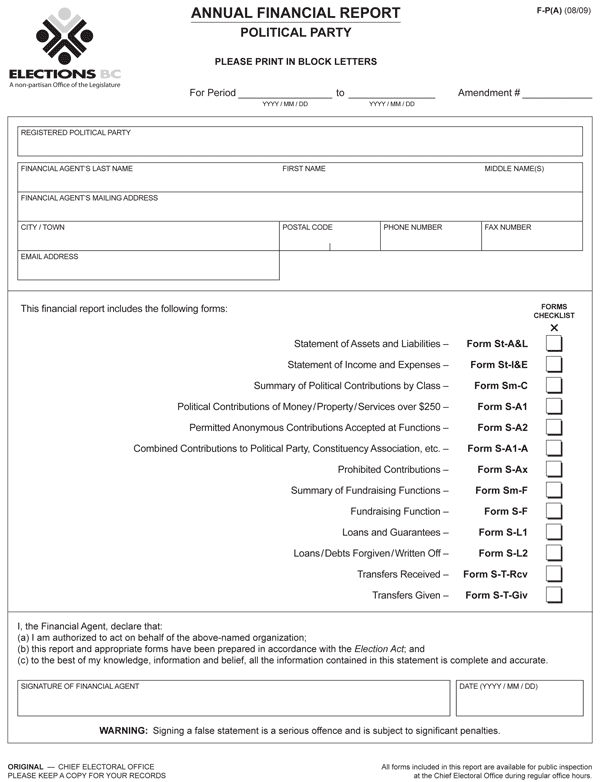 ANNUAL FINANCIAL REPORT
F-P(A) (08/09)
POLITICAL PARTY
ELECTIONS BC
A non-partisan Office of the Legislature
PLEASE PRINT IN BLOCK LETTERS
For Period to Amendment #
YYYY / MM / DD YYYY / MM / DD
REGISTERED POLITICAL PARTY
FINANCIAL AGENT'S LAST NAME FIRST NAME MIDDLE NAME(S)
FINANCIAL AGENT'S MAILING ADDRESS
CITY / TOWN POSTAL CODE PHONE NUMBER FAX NUMBER
EMAIL ADDRESS
This financial report includes the following forms:
FORMS
CHECKLIST
×
Statement of Assets and Liabilities – Form St-A&L
Statement of Income and Expenses – Form St-I&E
Summary of Political Contributions by Class – Form Sm-C
Political Contributions of Money/Property/Services over $250 – Form S-A1
Permitted Anonymous Contributions Accepted at Functions – Form S-A2
Combined Contributions to Political Party, Constituency Association, etc. – Form S-A1-A
Prohibited Contributions – Form S-Ax
Summary of Fundraising Functions – Form Sm-F
Fundraising Function – Form S-F
Loans and Guarantees – Form S-L1
Loans/Debts Forgiven/Written Off – Form S-L2
Transfers Received – Form S-T-Rcv
Transfers Given – Form S-T-Giv
I, the Financial Agent, declare that:
(a) I am authorized to act on behalf of the above-named organization;
(b) this report and appropriate forms have been prepared in accordance with the Election Act; and
(c) to the best of my knowledge, information and belief, all the information contained in this statement is complete and accurate.
SIGNATURE OF FINANCIAL AGENT DATE (YYYY / MM / DD)
WARNING: Signing a false statement is a serious offence and is subject to significant penalties.
ORIGINAL — CHIEF ELECTORAL OFFICE
PLEASE KEEP A COPY FOR YOUR RECORDS
All forms included in this report are available for public inspection
at the Chief Electoral Office during regular office hours.